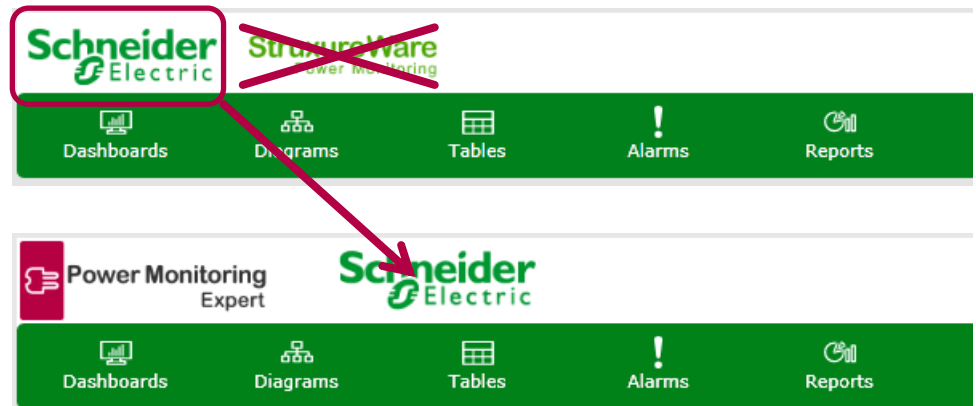 Schneider
Electric
StruxureWare
Power Monitoring
Dashboards Diagrams Tables Alarms Reports
Power Monitoring
Expert
Schneider
Electric
Dashboards Diagrams Tables Alarms Reports